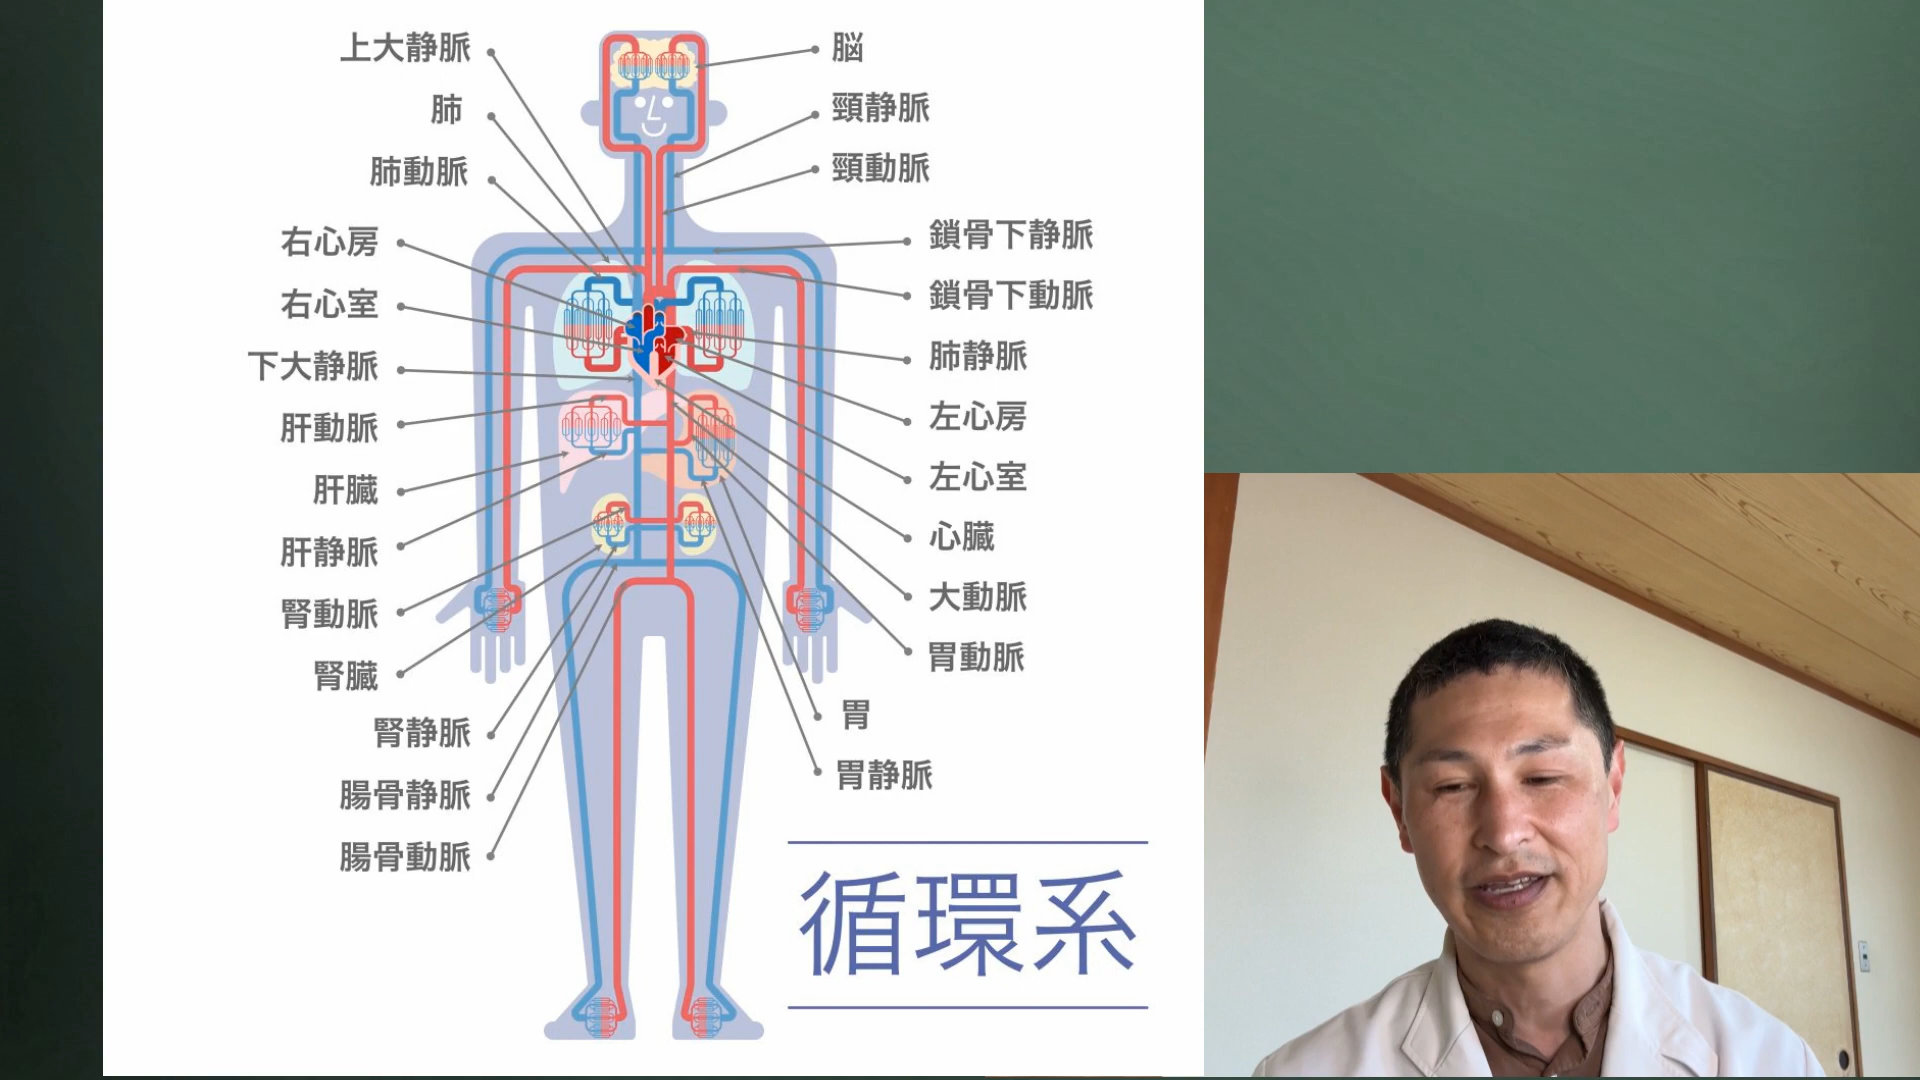 上大静脈
肺
肺動脈
右心房
右心室
下大静脈
肝動脈
肝臓
肝静脈
腎動脈
腎臓
腎静脈
腸骨静脈
腸骨動脈
脳
頸静脈
頸動脈
鎖骨下静脈
鎖骨下動脈
肺静脈
左心房
左心室
心臓
大動脈
胃動脈
胃
胃静脈
循環系